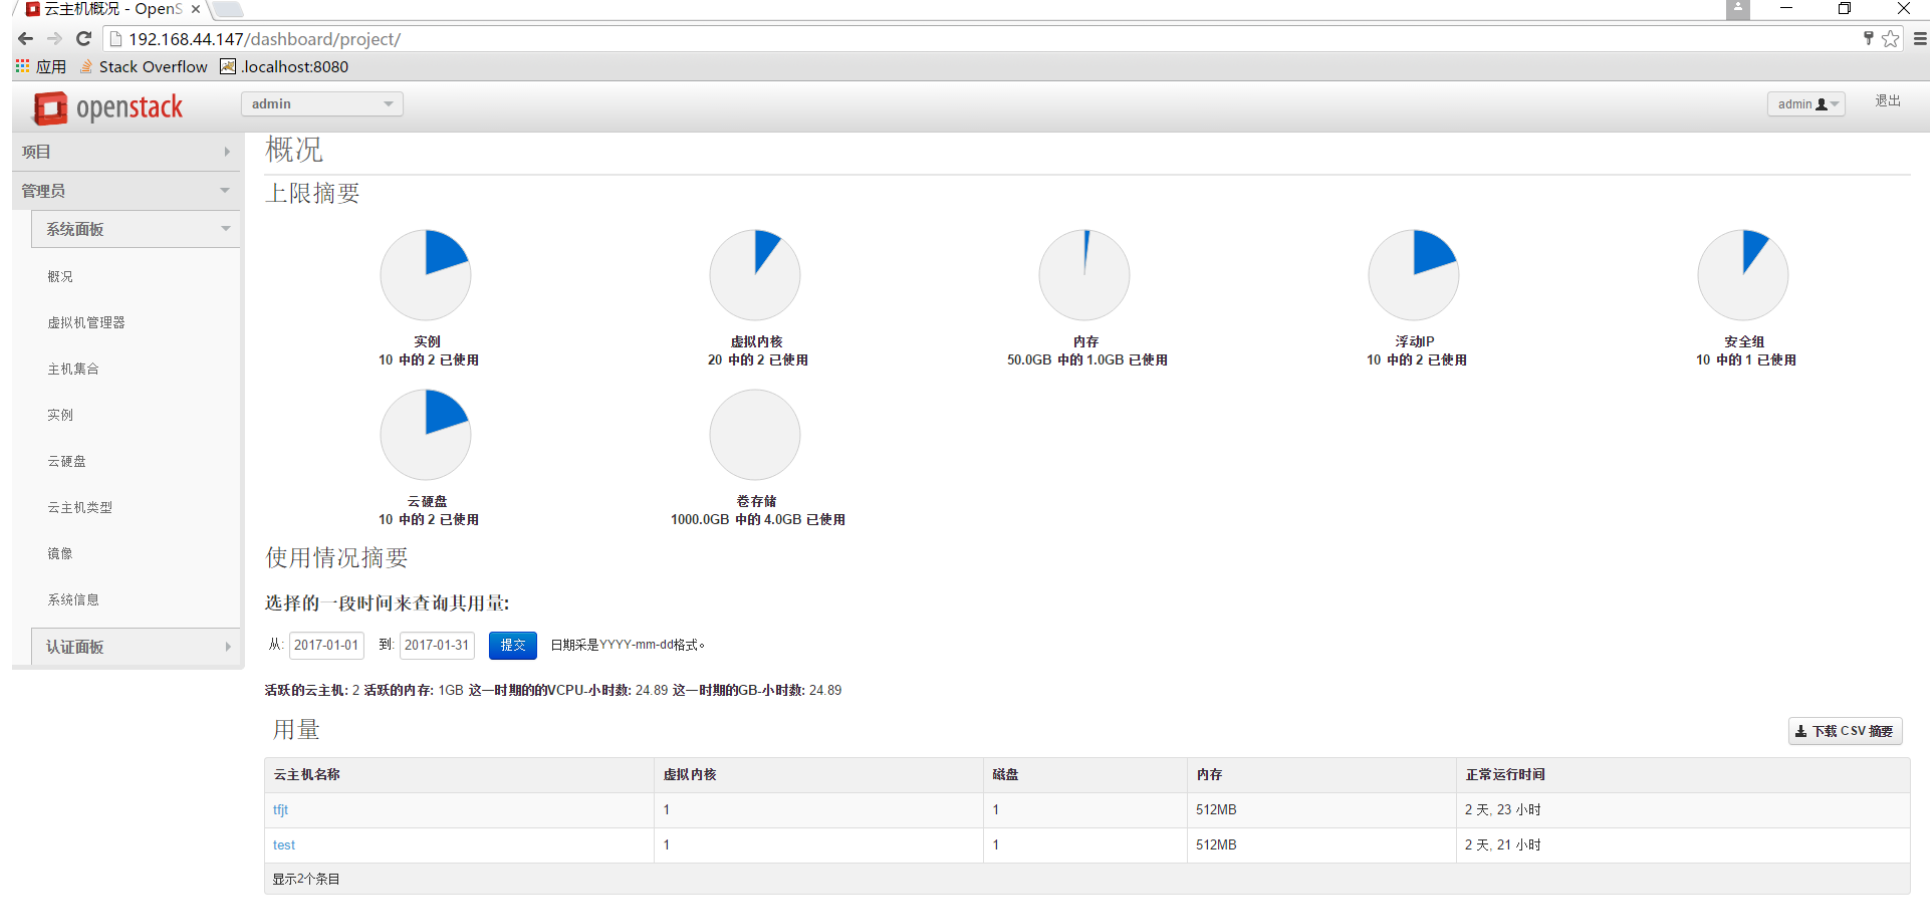 云主机概况 - OpenS
192.168.44.147/dashboard/project/
应用 Stack Overflow .localhost:8080
openstack admin admin 退出
项目
管理员
系统面板
概况
虚拟机管理器
主机集合
实例
云硬盘
云主机类型
镜像
系统信息
认证面板
概况
上限摘要
实例
10 中的 2 已使用
虚拟内核
20 中的 2 已使用
内存
50.0GB 中的 1.0GB 已使用
浮动IP
10 中的 2 已使用
安全组
10 中的 1 已使用
云硬盘
10 中的 2 已使用
卷存储
1000.0GB 中的 4.0GB 已使用
使用情况摘要
选择的一段时间来查询其用量:
从: 2017-01-01 到: 2017-01-31 提交 日期采是YYYY-mm-dd格式。
活跃的云主机: 2 活跃的内存: 1GB 这一时期的的VCPU-小时数: 24.89 这一时期的GB-小时数: 24.89
用量
下载 CSV 摘要
云主机名称 虚拟内核 磁盘 内存 正常运行时间
tfjt 1 1 512MB 2 天, 23 小时
test 1 1 512MB 2 天, 21 小时
显示2个条目